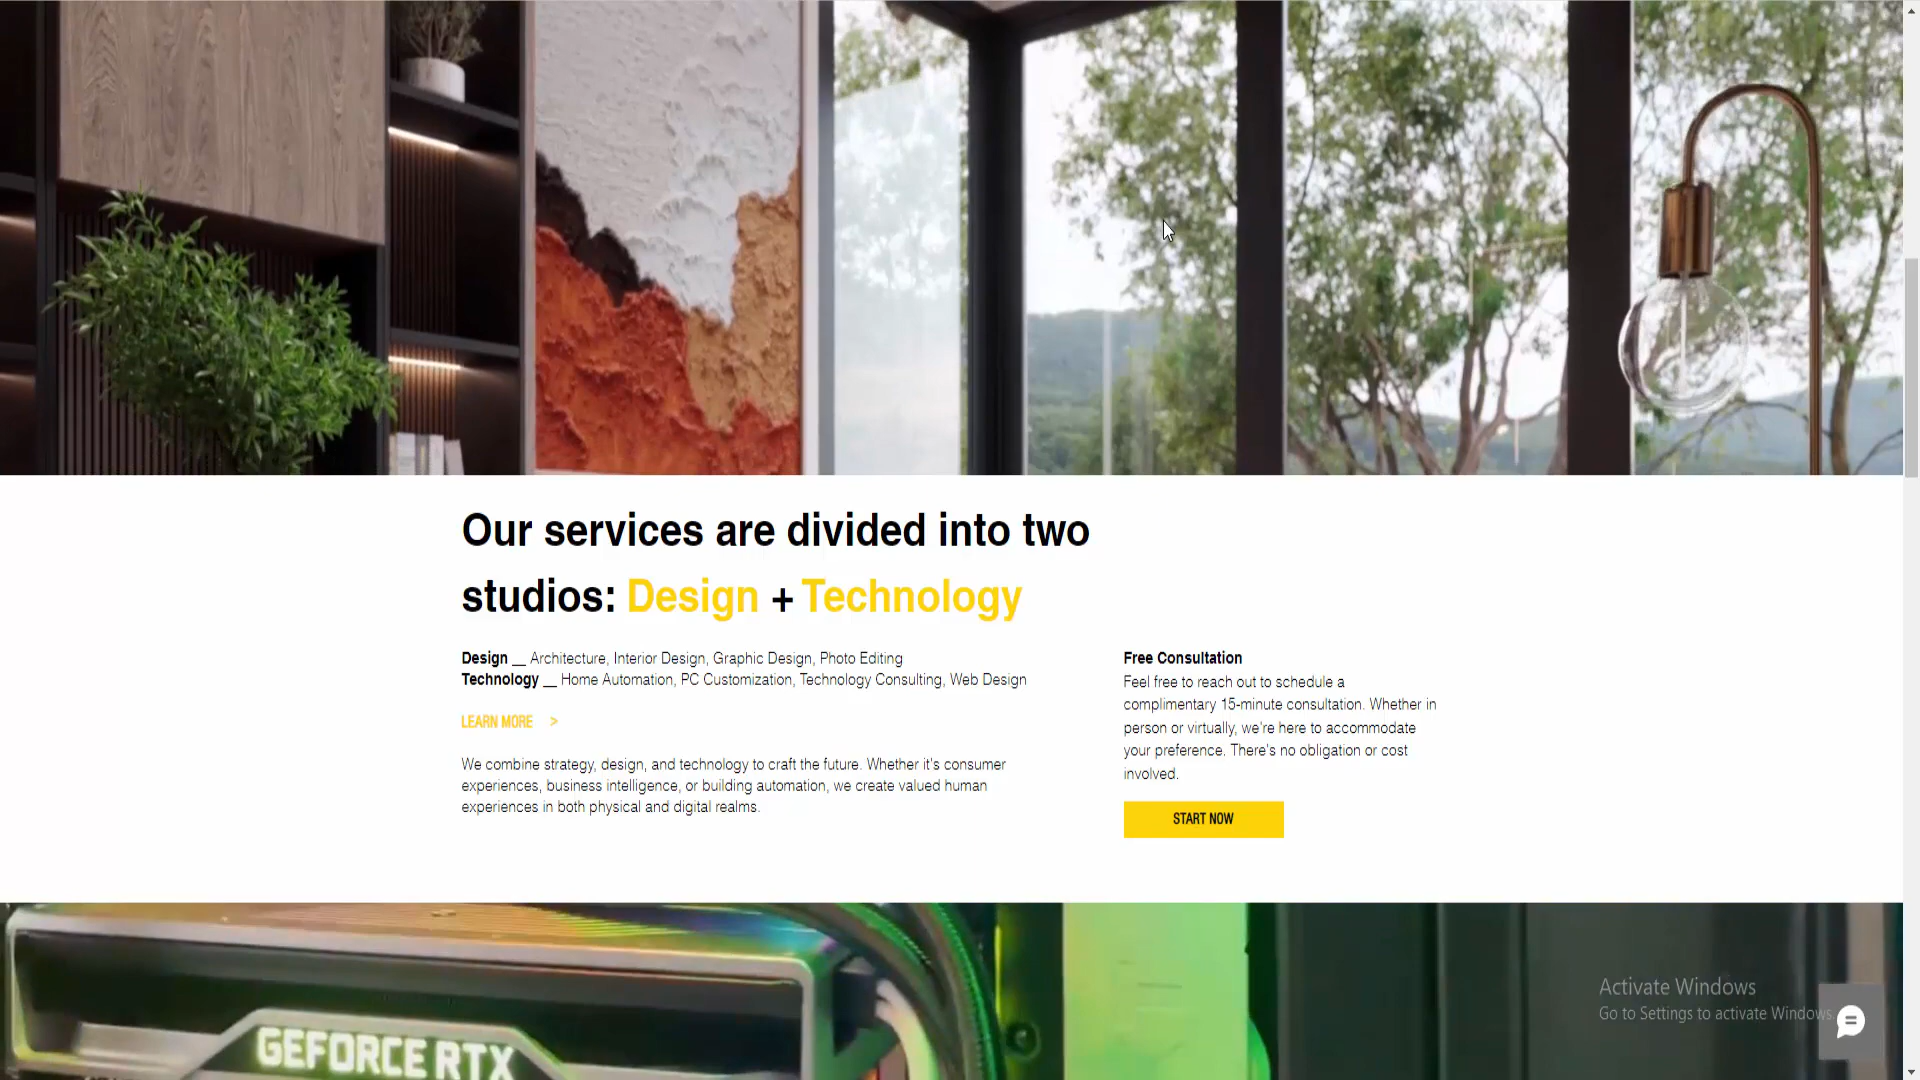 Our services are divided into two
studios: Design + Technology
Design __ Architecture, Interior Design, Graphic Design, Photo Editing
Technology __ Home Automation, PC Customization, Technology Consulting, Web Design
LEARN MORE >
We combine strategy, design, and technology to craft the future. Whether it's consumer
experiences, business intelligence, or building automation, we create valued human
experiences in both physical and digital realms.
Free Consultation
Feel free to reach out to schedule a
complimentary 15-minute consultation. Whether in
person or virtually, we're here to accommodate
your preference. There's no obligation or cost
involved.
START NOW
GEFORCE RTX
Activate Windows
Go to Settings to activate Windows.